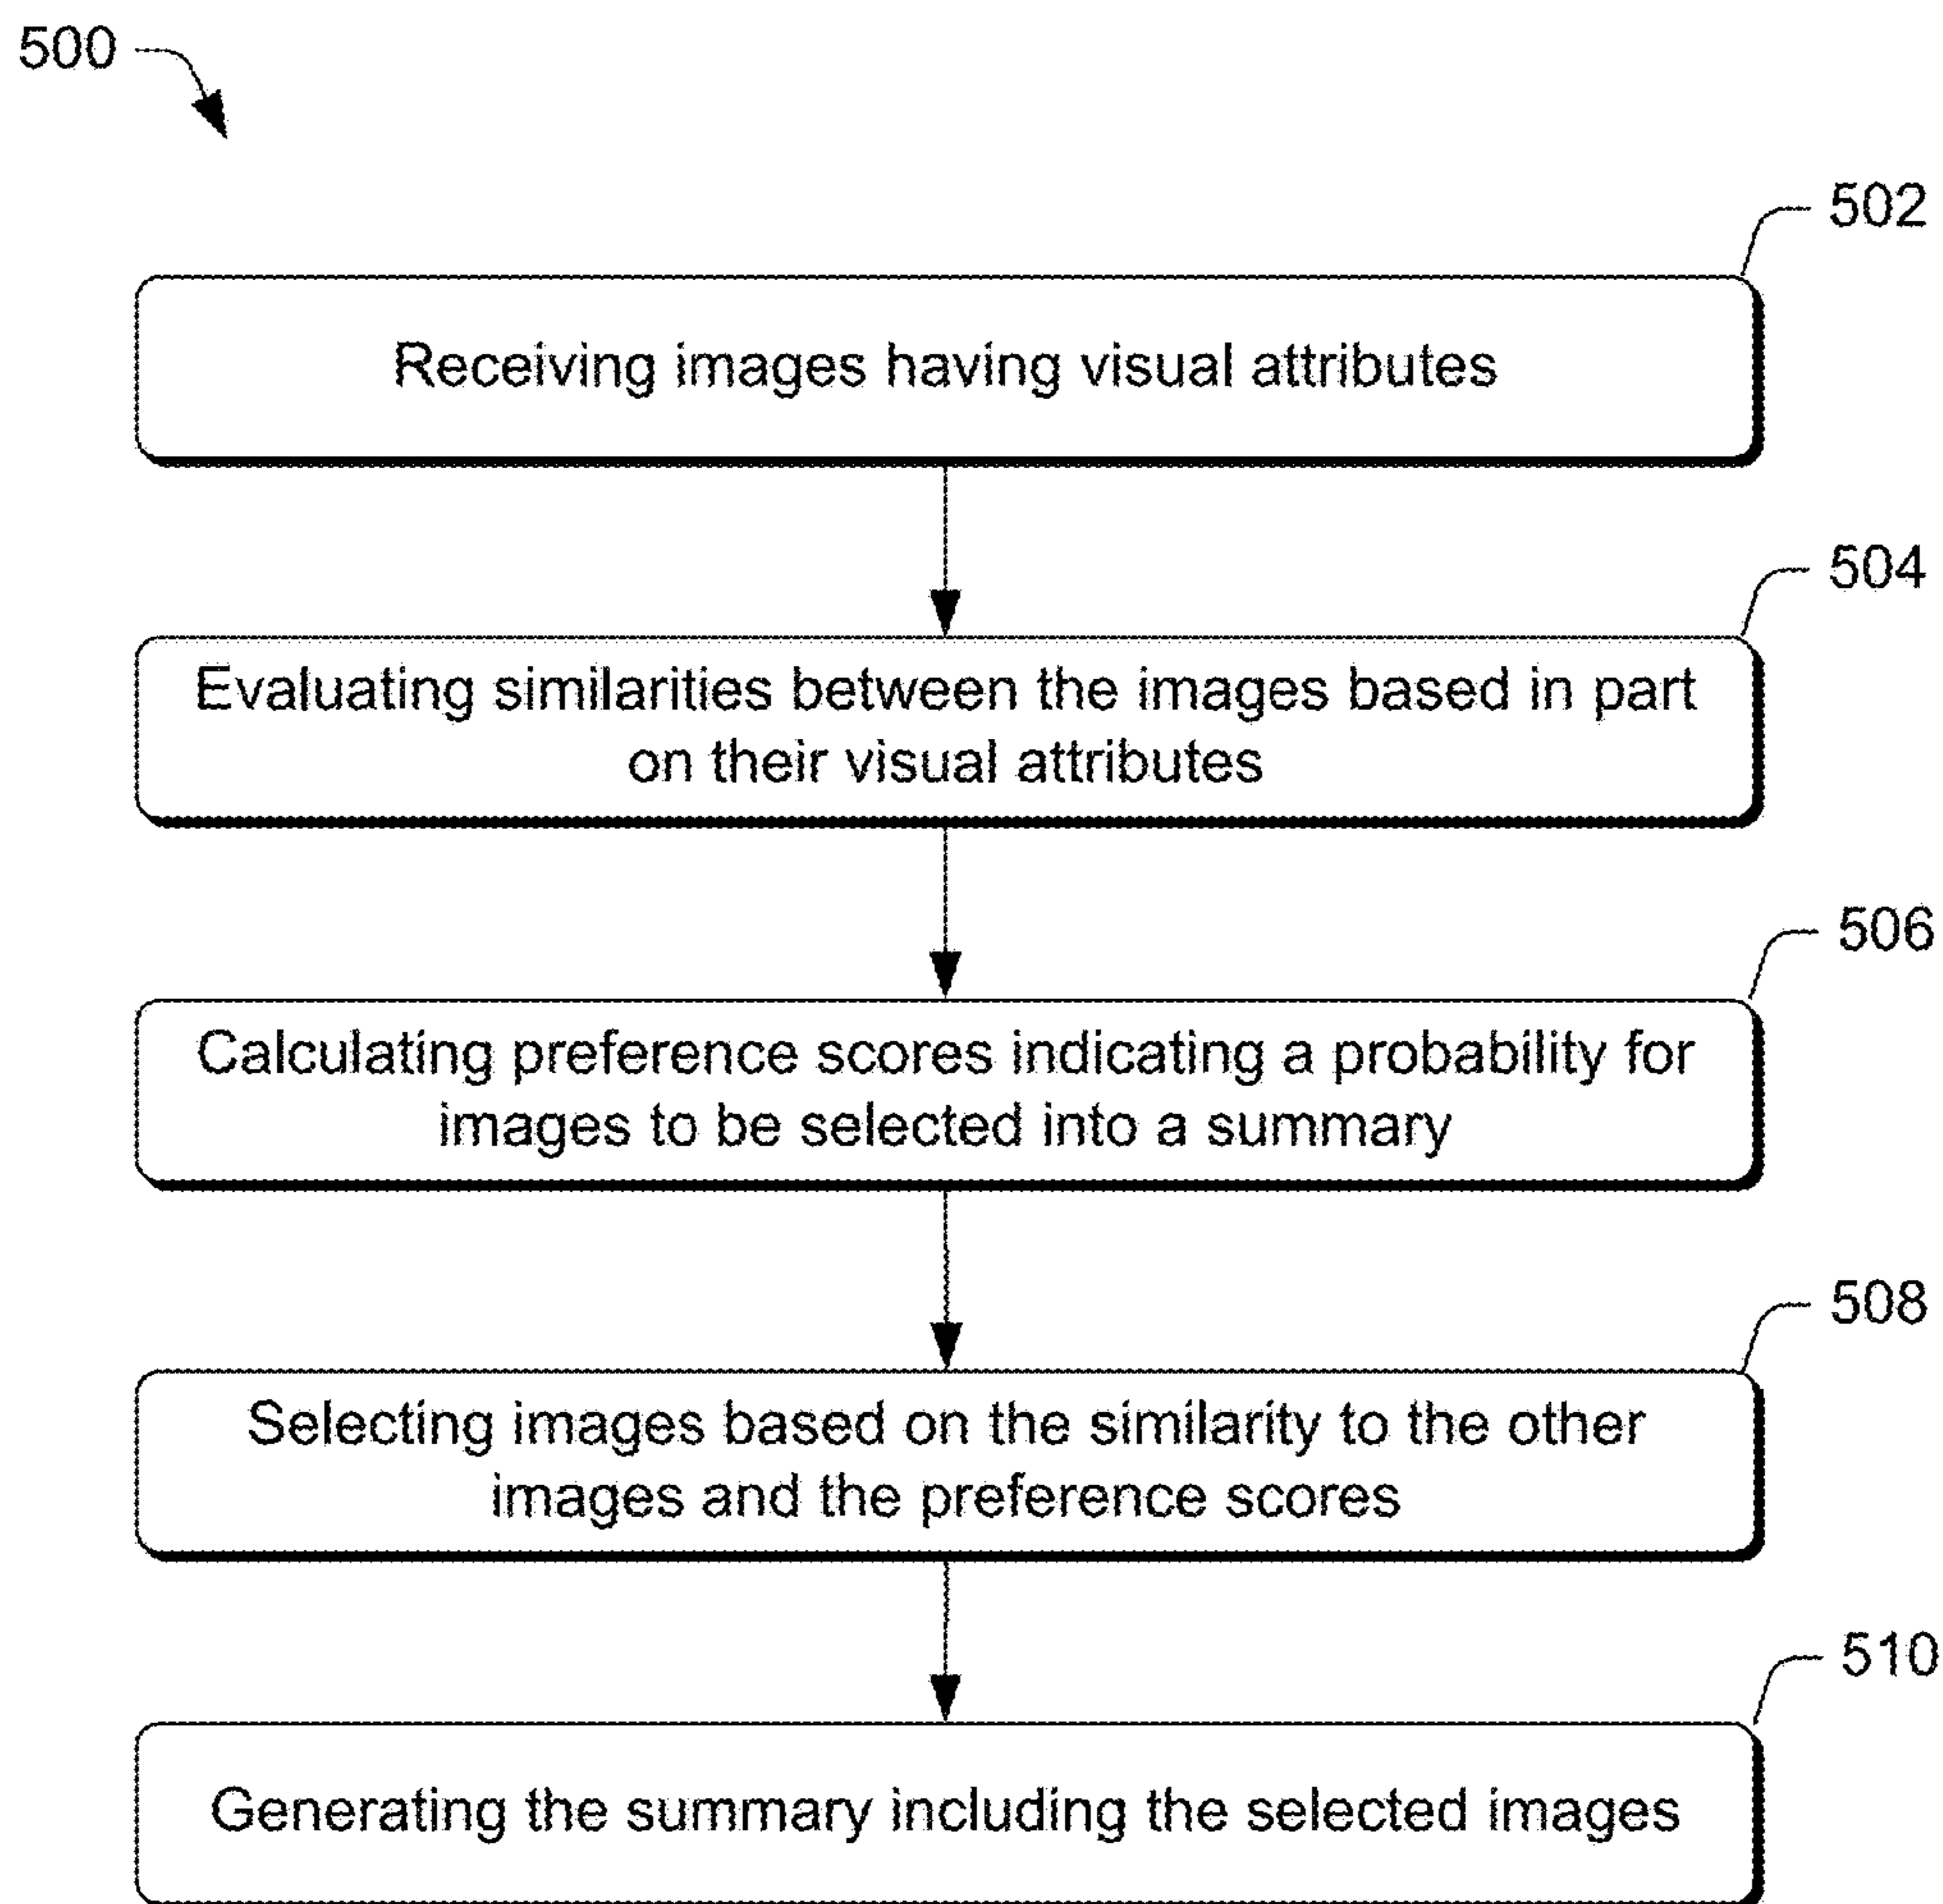 500
502
Receiving images having visual attributes
504
Evaluating similarities between the images based in part
on their visual attributes
506
Calculating preference scores indicating a probability for
images to be selected into a summary
508
Selecting images based on the similarity to the other
images and the preference scores
510
Generating the summary including the selected images